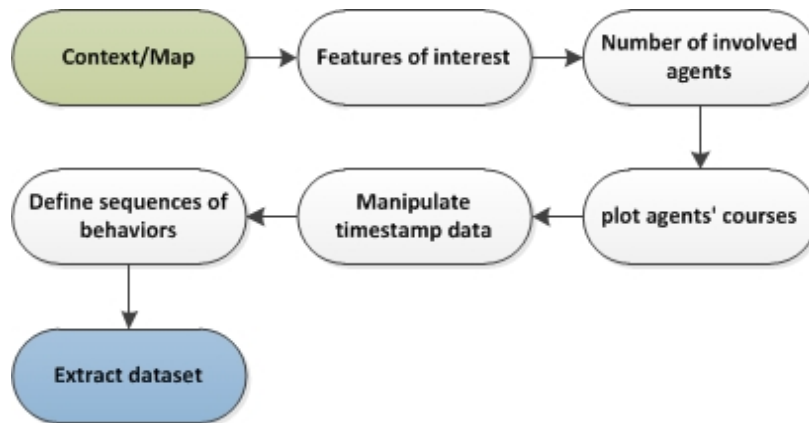 Context/Map
Features of interest
Number of involved
agents
plot agents' courses
Manipulate
timestamp data
Define sequences of
behaviors
Extract dataset